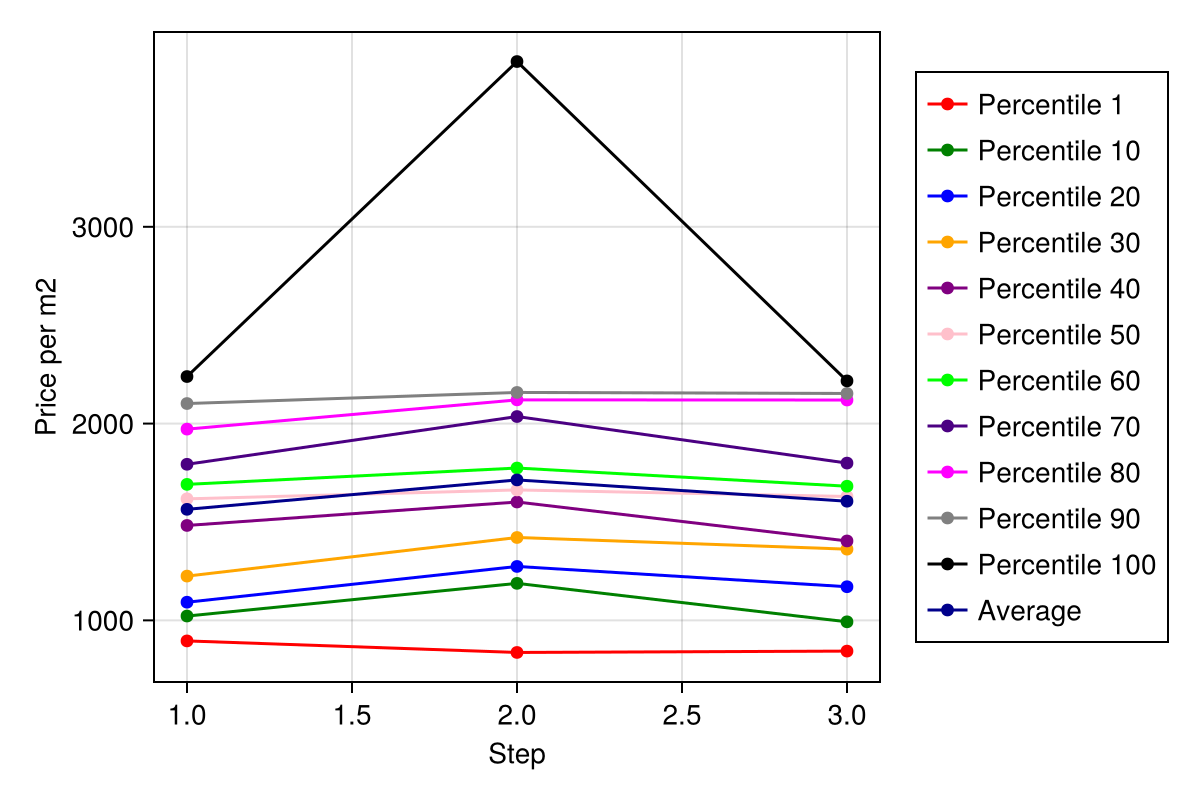 3000
2000
1000
Price per m2
1.0 1.5 2.0 2.5 3.0
Step
Percentile 1
Percentile 10
Percentile 20
Percentile 30
Percentile 40
Percentile 50
Percentile 60
Percentile 70
Percentile 80
Percentile 90
Percentile 100
Average